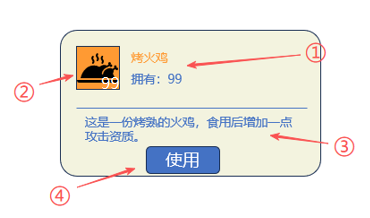 ①
烤火鸡
拥有：99
99
②
这是一份烤熟的火鸡，食用后增加一点
攻击资质。
③
使用
④